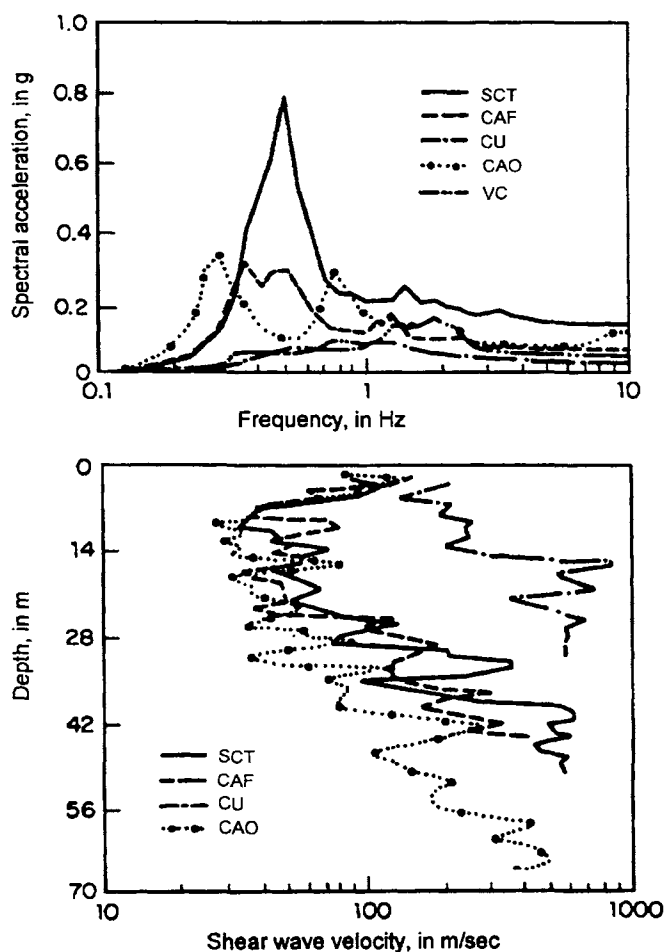 1.0
0.8
0.6
0.4
0.2
0
Spectral acceleration, in g
SCT
CAF
CU
CAO
VC
0.1
1
10
Frequency, in Hz
0
14
28
42
56
70
Depth, in m
SCT
CAF
CU
CAO
10
100
1000
Shear wave velocity, in m/sec